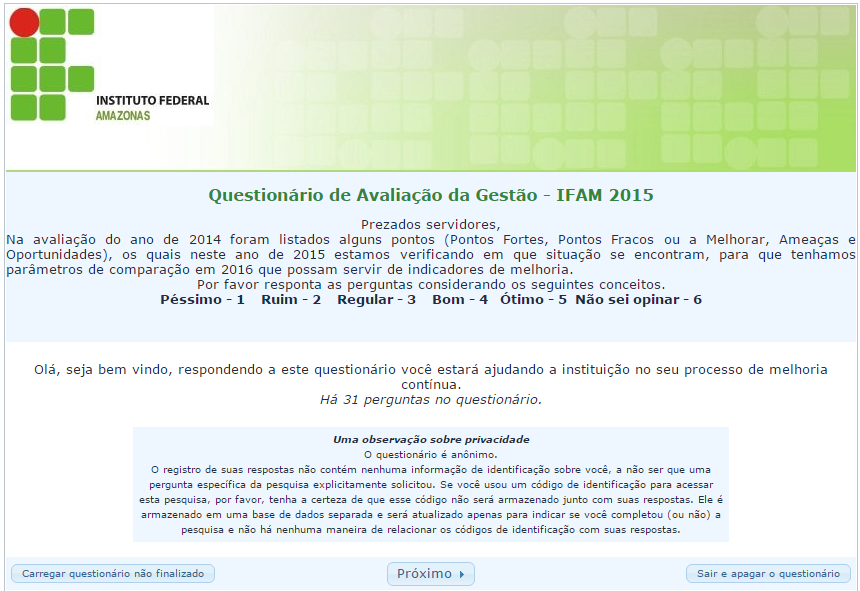 INSTITUTO FEDERAL
AMAZONAS
Questionário de Avaliação da Gestão - IFAM 2015
Prezados servidores,
Na avaliação do ano de 2014 foram listados alguns pontos (Pontos Fortes, Pontos Fracos ou a Melhorar, Ameaças e
Oportunidades), os quais neste ano de 2015 estamos verificando em que situação se encontram, para que tenhamos
parâmetros de comparação em 2016 que possam servir de indicadores de melhoria.
Por favor responta as perguntas considerando os seguintes conceitos.
Péssimo - 1 Ruim - 2 Regular - 3 Bom - 4 Ótimo - 5 Não sei opinar - 6
Olá, seja bem vindo, respondendo a este questionário você estará ajudando a instituição no seu processo de melhoria
contínua.
Há 31 perguntas no questionário.
Uma observação sobre privacidade
O questionário é anônimo.
O registro de suas respostas não contém nenhuma informação de identificação sobre você, a não ser que uma
pergunta específica da pesquisa explicitamente solicitou. Se você usou um código de identificação para acessar
esta pesquisa, por favor, tenha a certeza de que esse código não será armazenado junto com suas respostas. Ele é
armazenado em uma base de dados separada e será atualizado apenas para indicar se você completou (ou não) a
pesquisa e não há nenhuma maneira de relacionar os códigos de identificação com suas respostas.
Carregar questionário não finalizado
Próximo
Sair e apagar o questionário